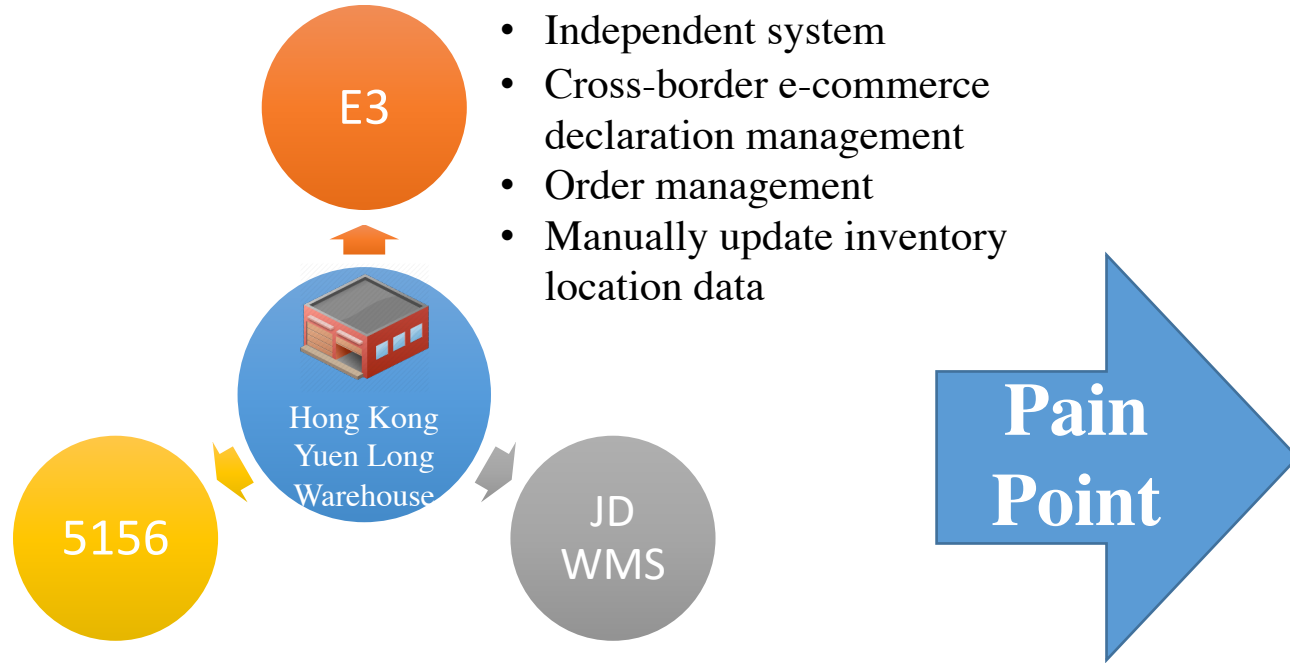 E3
• Independent system
• Cross-border e-commerce
declaration management
• Order management
• Manually update inventory
location data
Hong Kong
Yuen Long
Warehouse
5156
JD
WMS
Pain
Point